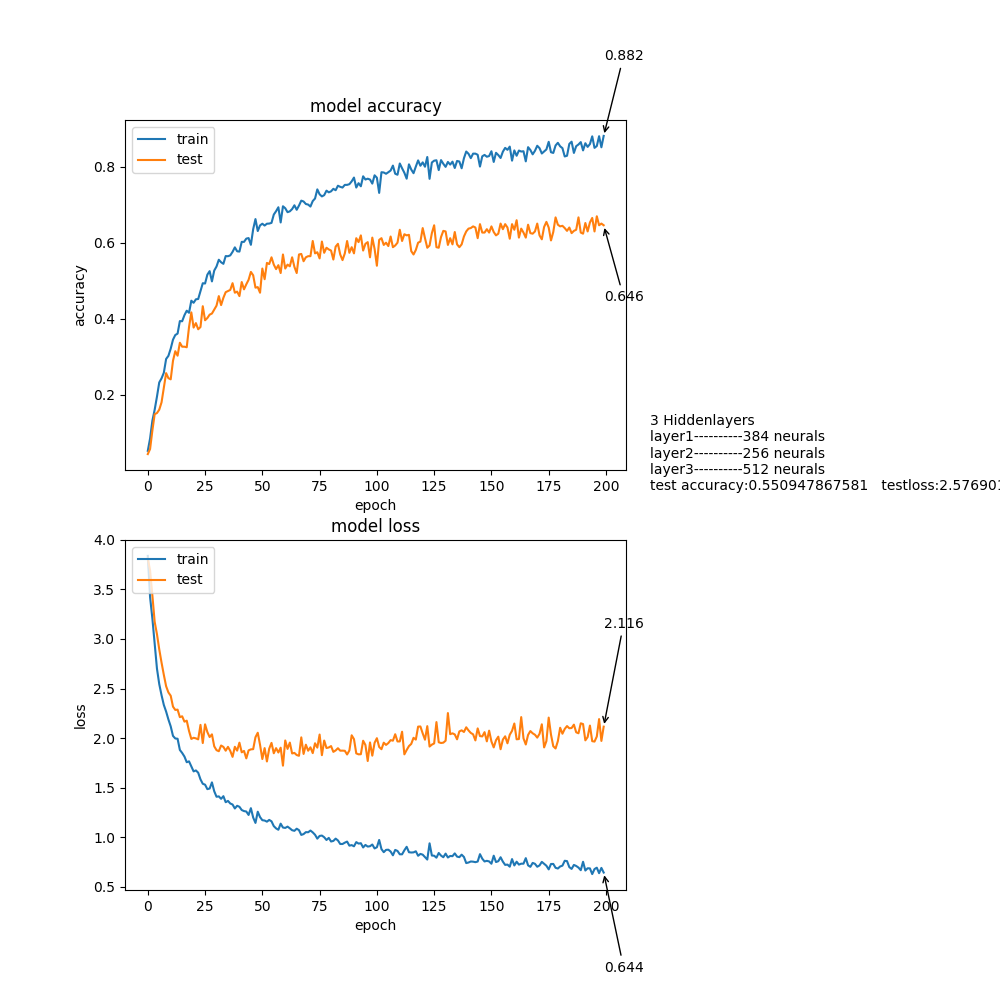 0.882
model accuracy
train
test
0.8
0.6
0.4
0.2
accuracy
0.646
0 25 50 75 100 125 150 175 200
epoch
3 Hiddenlayers
layer1----------384 neurals
layer2----------256 neurals
layer3----------512 neurals
test accuracy:0.550947867581 testloss:2.576901
model loss
train
test
4.0
3.5
3.0
2.5
2.0
1.5
1.0
0.5
loss
2.116
0 25 50 75 100 125 150 175 200
epoch
0.644